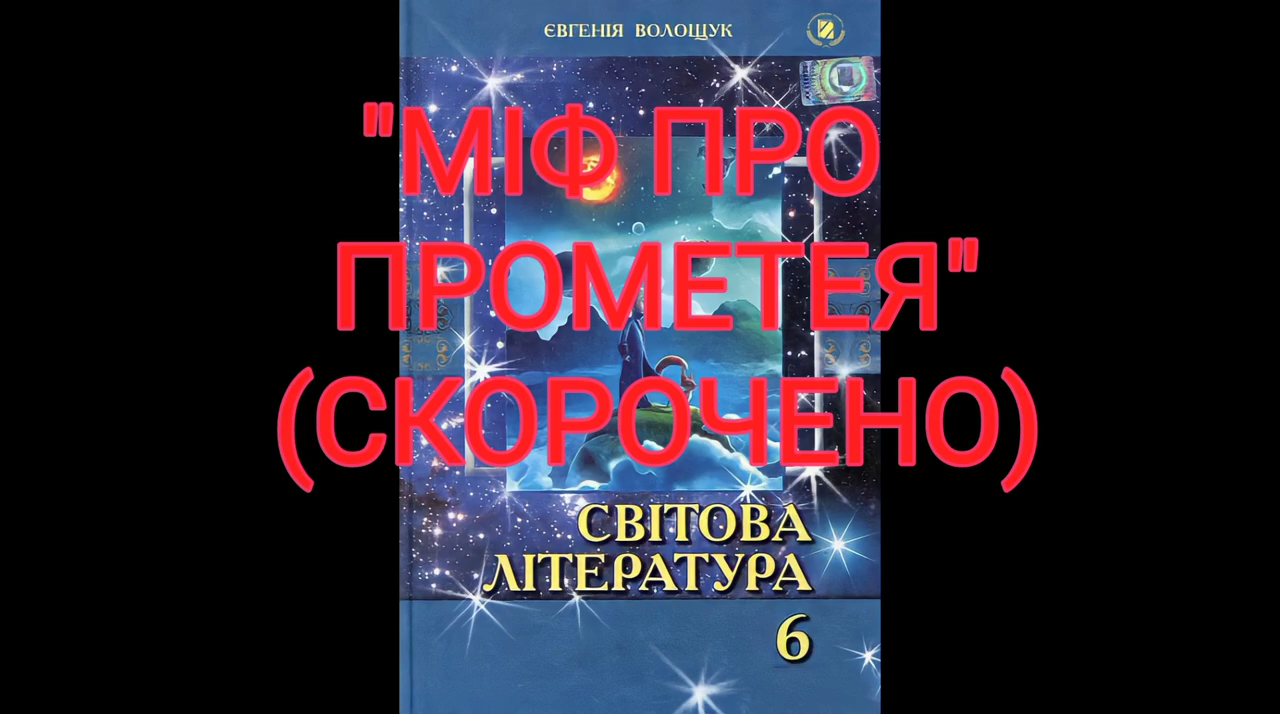 ЄВГЕНІЯ ВОЛОЩУК
"МІФ ПРО
ПРОМЕТЕЯ"
(СКОРОЧЕНО)
СВІТОВА
ЛІТЕРАТУРА
6